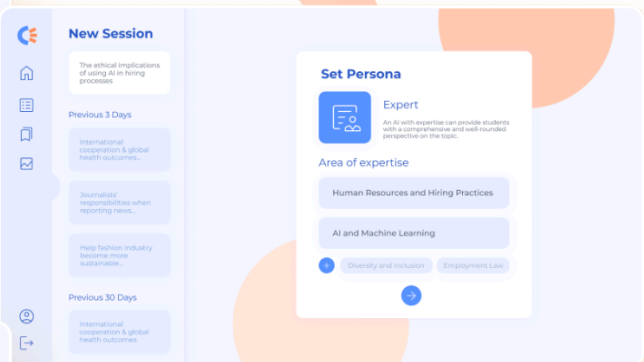 New Session
The ethical implications
of using AI in hiring
processes
Previous 3 Days
International
cooperation & global
health outcomes...
Journalists'
responsibilities when
reporting news...
Help fashion industry
become more
sustainable...
Previous 30 Days
International
cooperation & global
health outcomes
Set Persona
Expert
An AI with expertise can provide students
with a comprehensive and well-rounded
perspective on the topic.
Area of expertise
Human Resources and Hiring Practices
AI and Machine Learning
Diversity and inclusion
Employment Law